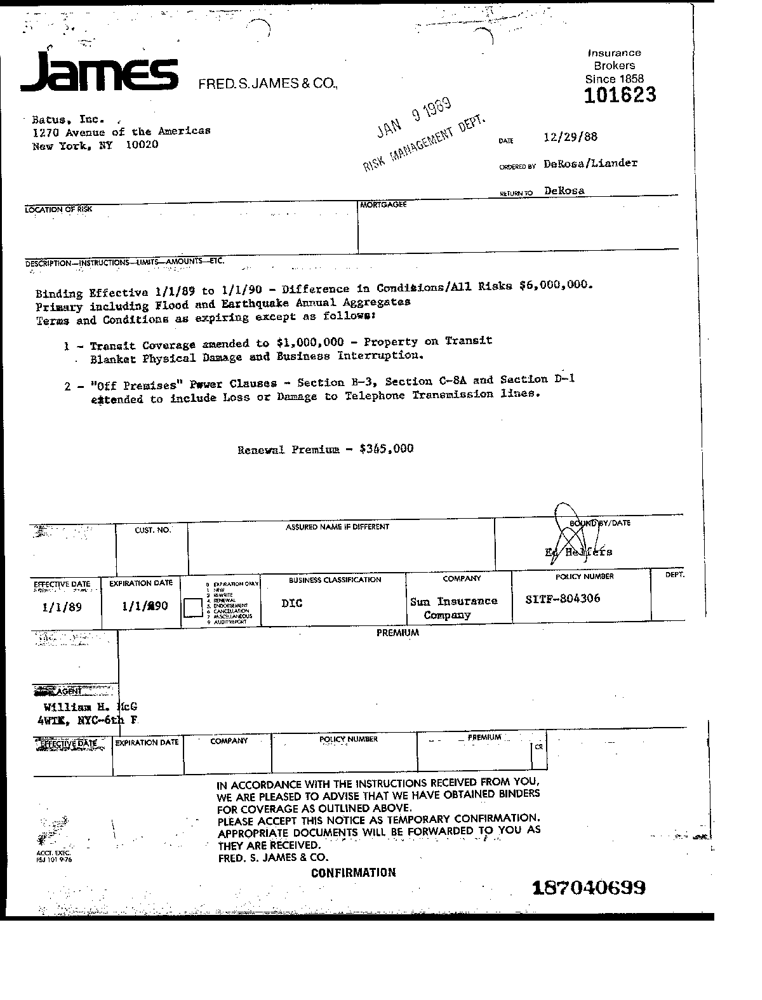 James FRED. S. JAMES & CO.,
Insurance
Brokers
Since 1858
101623
Batus, Inc.
1270 Avenue of the Americas
New York, NY 10020
JAN 9 1989
RISK MANAGEMENT DEPT.
DATE 12/29/88
ORDERED BY DeRosa/Liander
RETURN TO DeRosa
LOCATION OF RISK
MORTGAGEE
DESCRIPTION—INSTRUCTIONS—LIMITS—AMOUNTS—ETC.
Binding Effective 1/1/89 to 1/1/90 - Difference in Conditions/All Risks $6,000,000.
Primary including Flood and Earthquake Annual Aggregates
Terms and Conditions as expiring except as follows:
1 - Transit Coverage amended to $1,000,000 - Property on Transit
Blanket Physical Damage and Business Interruption.
2 - "Off Premises" Power Clauses - Section B-3, Section C-8A and Section D-1
extended to include Loss or Damage to Telephone Transmission lines.
Renewal Premium - $365,000
CUST. NO.
ASSURED NAME IF DIFFERENT
BOUND BY/DATE
Ed Helfers
EFFECTIVE DATE
EXPIRATION DATE
0 EXPIRATION ONLY
1 NEW
2 REWRITE
4 RENEWAL
5 ENDORSEMENT
6 CANCELLATION
7 MISCELLANEOUS
9 AUDIT/REPORT
BUSINESS CLASSIFICATION
COMPANY
POLICY NUMBER
DEPT.
1/1/89
1/1/890
DIC
Sun Insurance
Company
SITF-804306
PREMIUM
AGENT
William H. McG
4WTK, NYC-6th F
EFFECTIVE DATE
EXPIRATION DATE
COMPANY
POLICY NUMBER
PREMIUM
CR
IN ACCORDANCE WITH THE INSTRUCTIONS RECEIVED FROM YOU,
WE ARE PLEASED TO ADVISE THAT WE HAVE OBTAINED BINDERS
FOR COVERAGE AS OUTLINED ABOVE.
PLEASE ACCEPT THIS NOTICE AS TEMPORARY CONFIRMATION.
APPROPRIATE DOCUMENTS WILL BE FORWARDED TO YOU AS
THEY ARE RECEIVED.
FRED. S. JAMES & CO.
ACCT. EXEC.
FSJ 101 9-76
CONFIRMATION
187040699